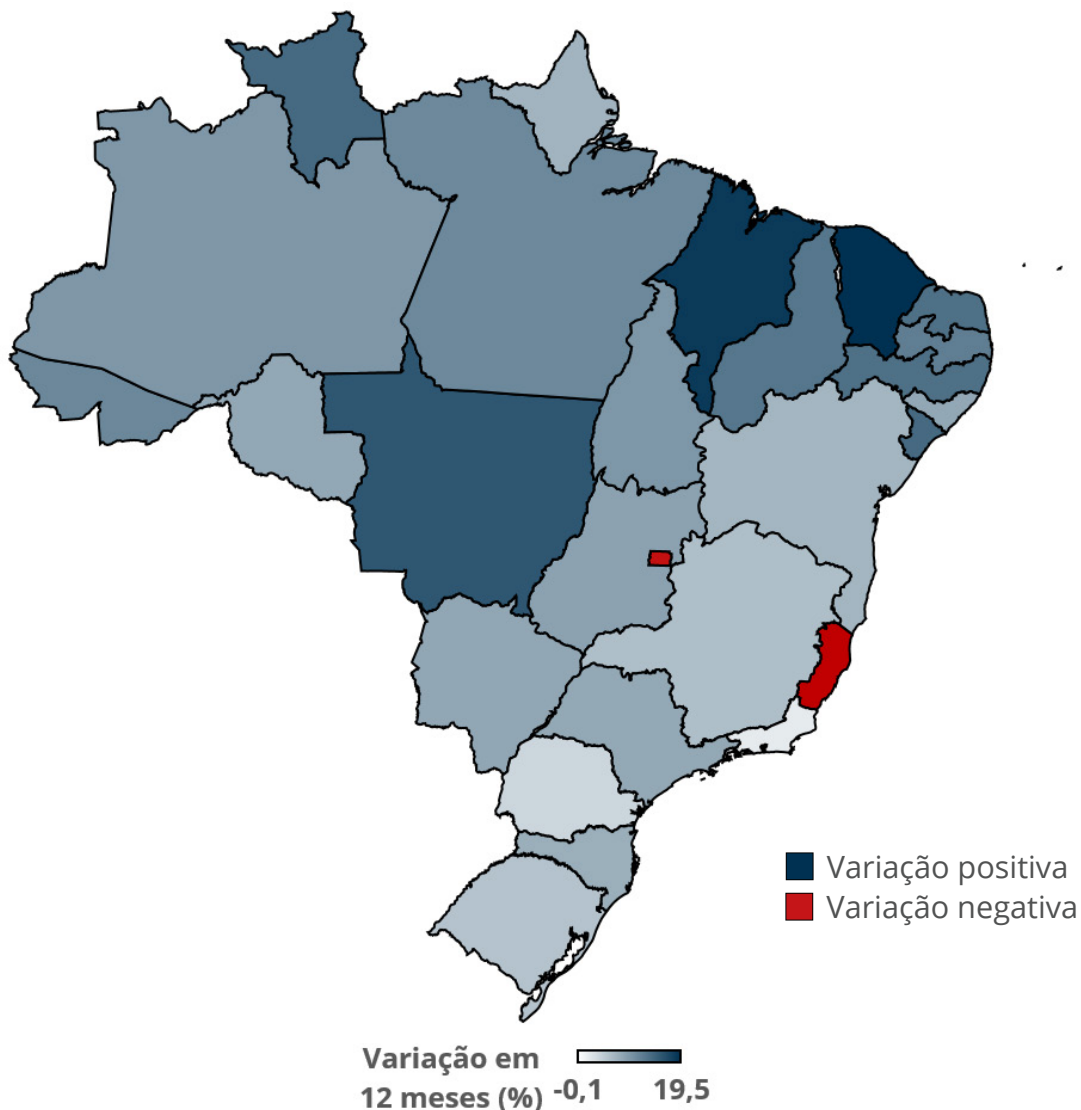 Variação positiva
Variação negativa
Variação em
12 meses (%)
-0,1
19,5